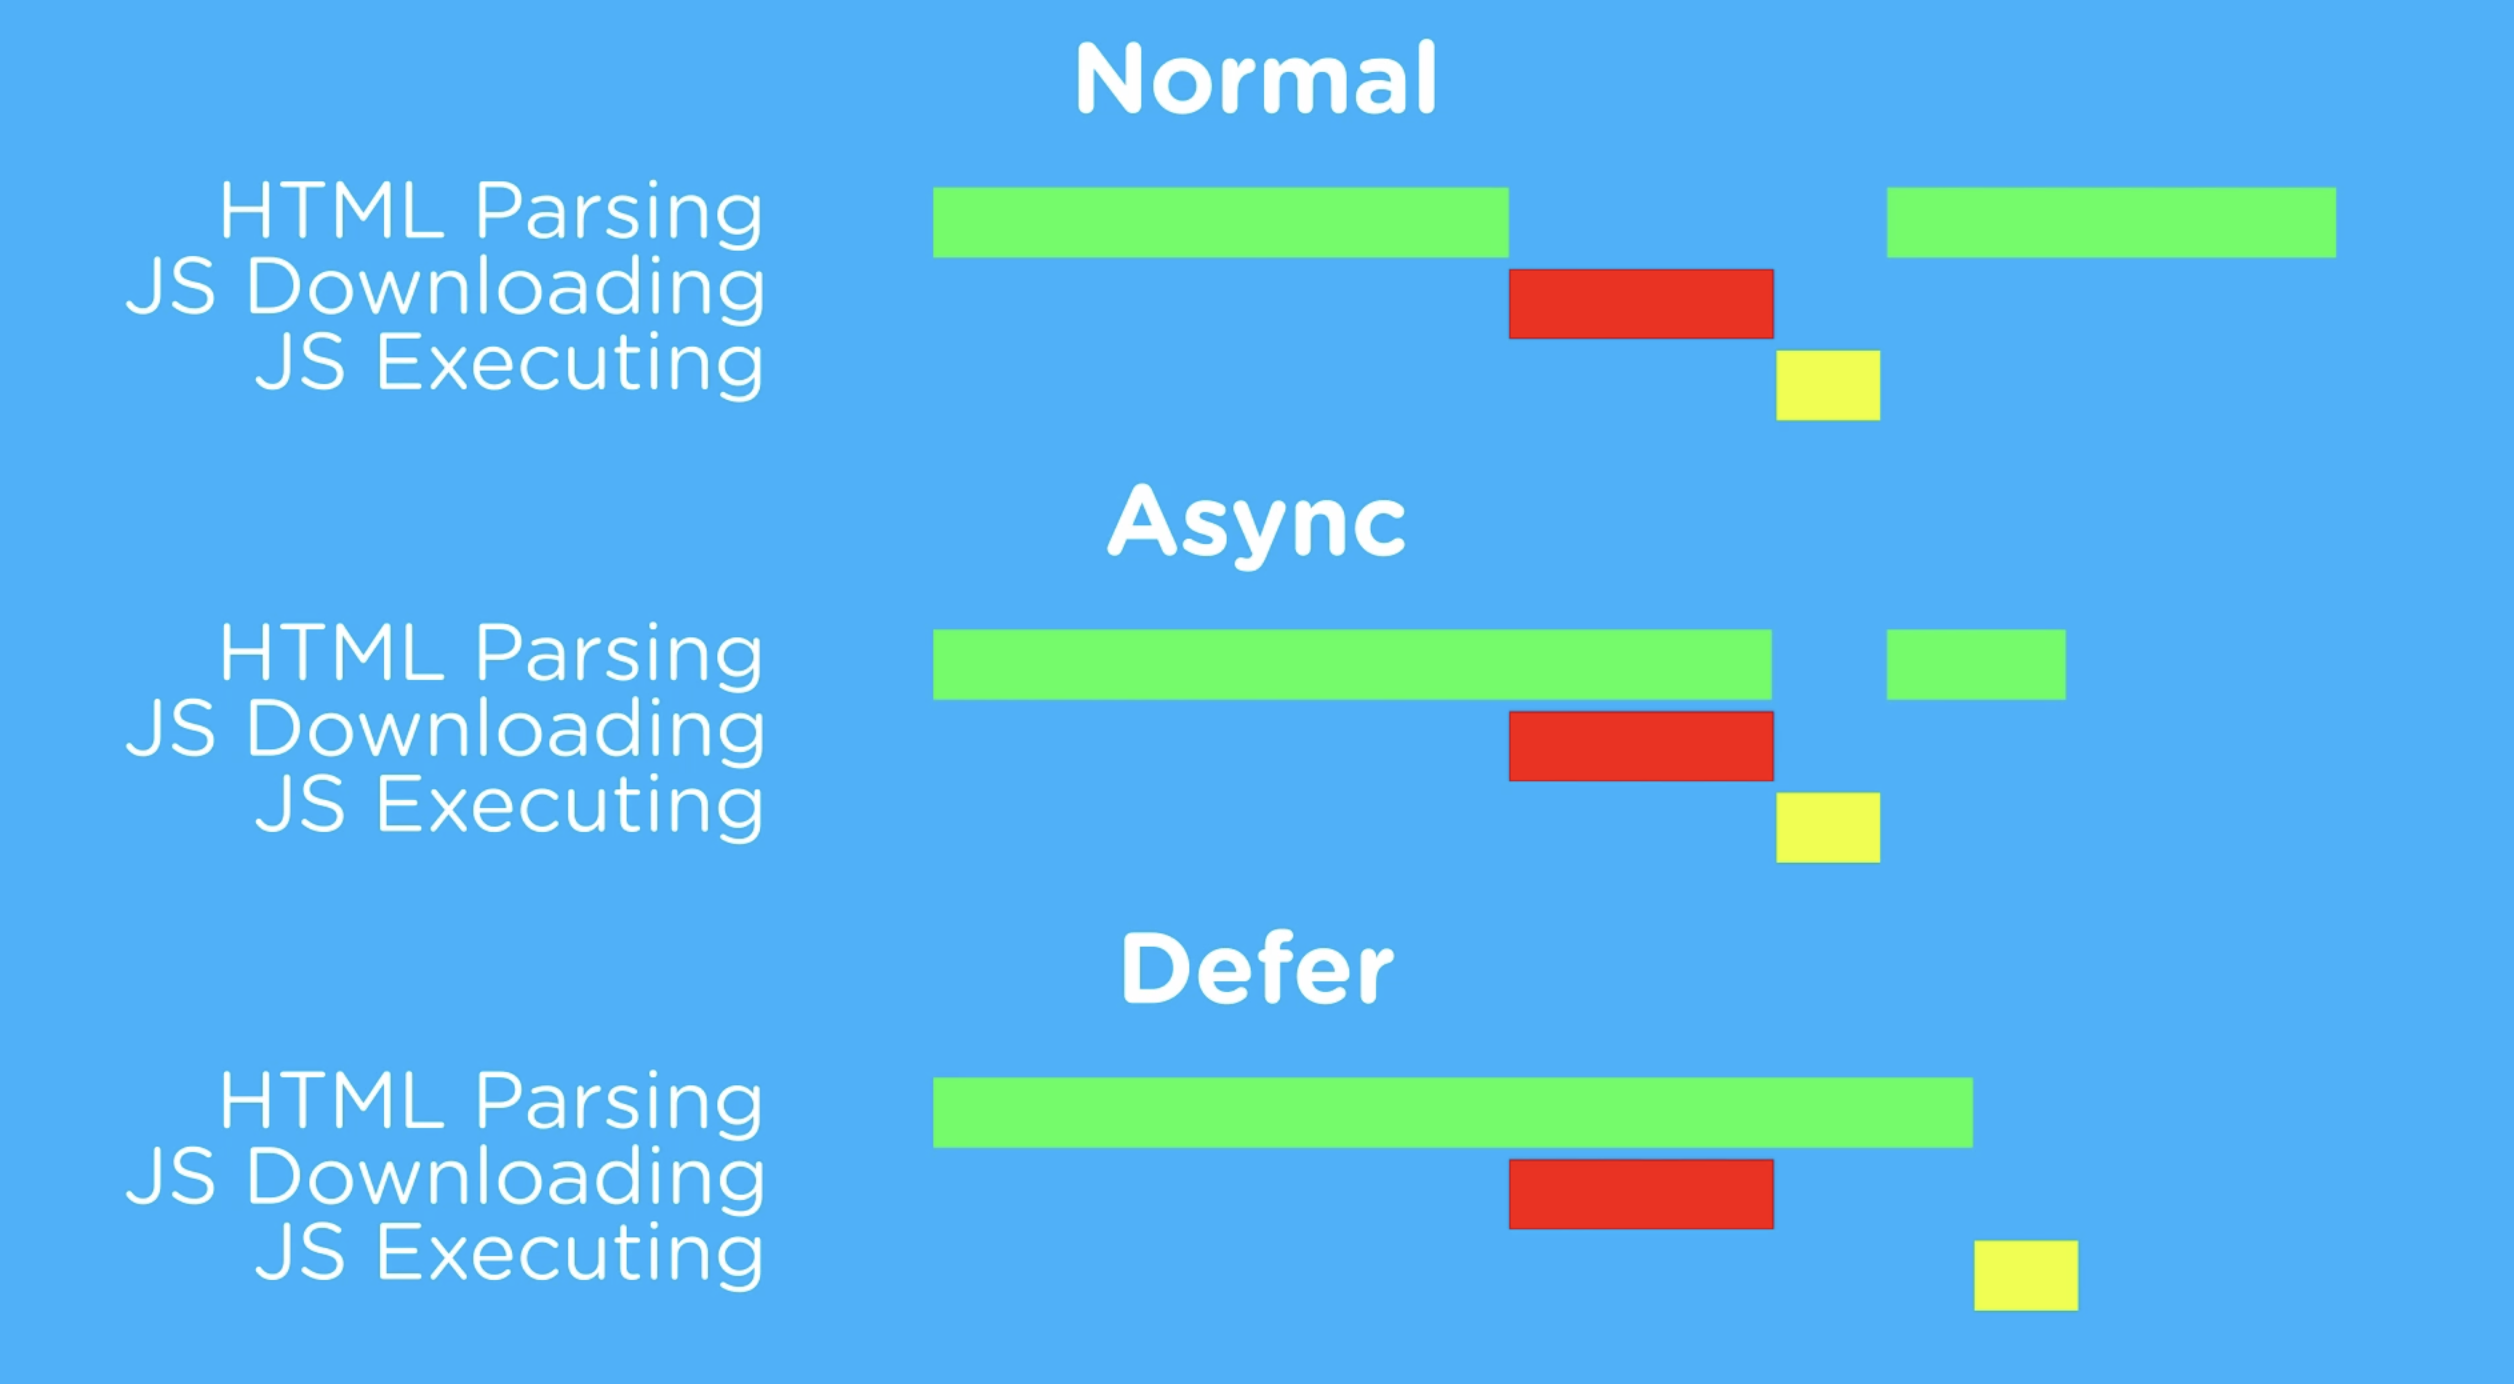 Normal
HTML Parsing
JS Downloading
JS Executing
Async
HTML Parsing
JS Downloading
JS Executing
Defer
HTML Parsing
JS Downloading
JS Executing